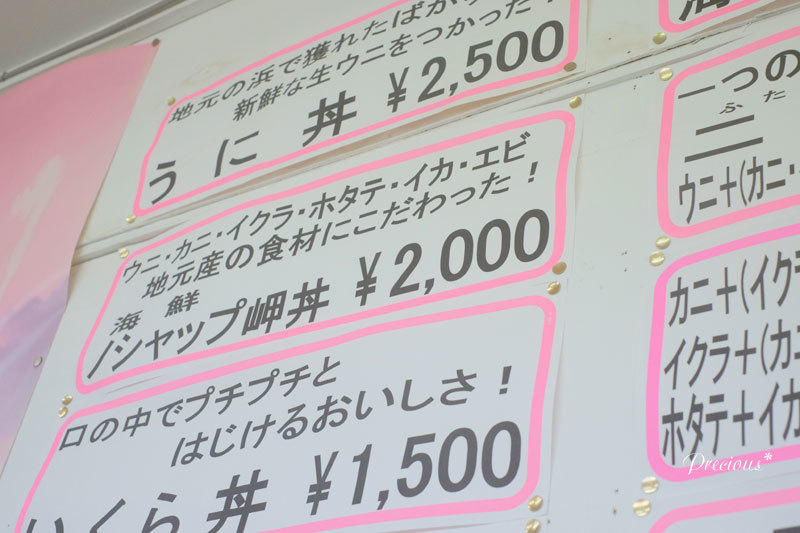 地元の浜で獲れたばかり
新鮮な生ウニをつかった!
うに丼 ¥2,500
ウニ・カニ・イクラ・ホタテ・イカ・エビ
地元産の食材にこだわった!
海鮮
ノシャップ岬丼 ¥2,000
口の中でプチプチと
はじけるおいしさ!
いくら丼 ¥1,500
一つの
ふた
二
ウニ+(カニ・
カニ+(イク
イクラ+(カ
ホタテ+イカ
Precious*